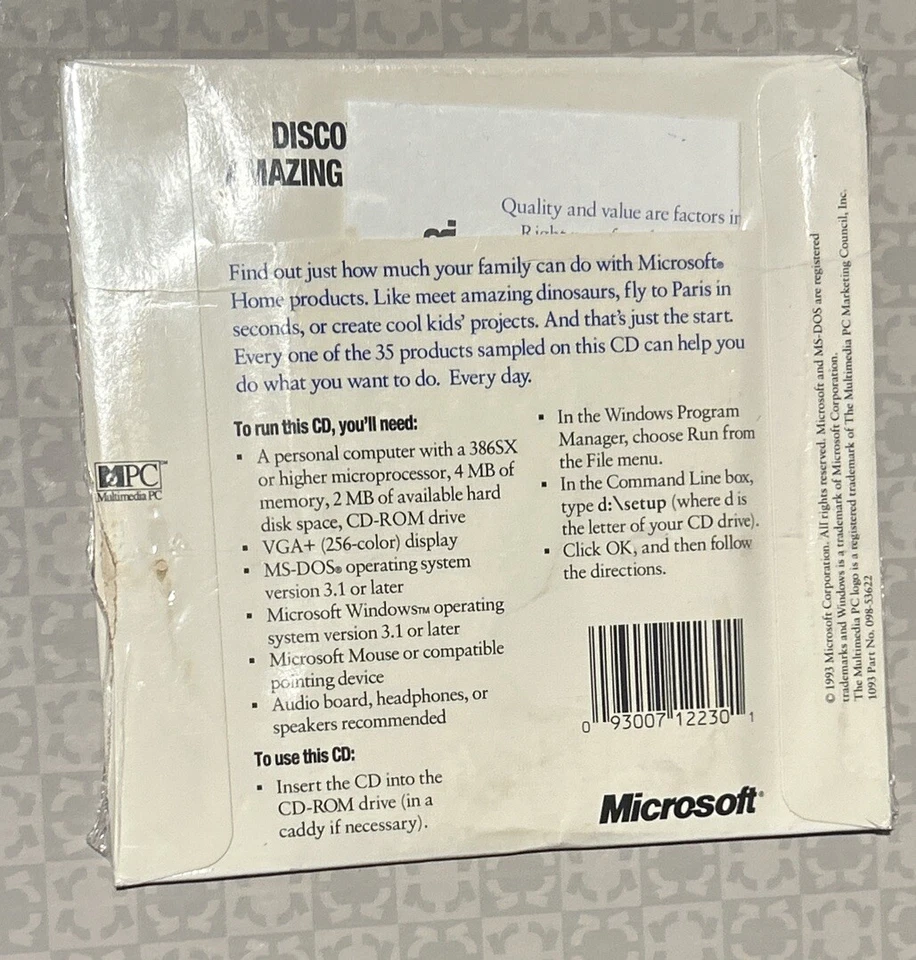 DISCO
AMAZING
Quality and value are factors in
Find out just how much your family can do with Microsoft®
Home products. Like meet amazing dinosaurs, fly to Paris in
seconds, or create cool kids' projects. And that's just the start.
Every one of the 35 products sampled on this CD can help you
do what you want to do. Every day.
To run this CD, you'll need:
▪ A personal computer with a 386SX
or higher microprocessor, 4 MB of
memory, 2 MB of available hard
disk space, CD-ROM drive
▪ VGA+ (256-color) display
▪ MS-DOS® operating system
version 3.1 or later
▪ Microsoft Windows™ operating
system version 3.1 or later
▪ Microsoft Mouse or compatible
pointing device
▪ Audio board, headphones, or
speakers recommended
To use this CD:
▪ Insert the CD into the
CD-ROM drive (in a
caddy if necessary).
▪ In the Windows Program
Manager, choose Run from
the File menu.
▪ In the Command Line box,
type d:\setup (where d is
the letter of your CD drive).
▪ Click OK, and then follow
the directions.
MPC™
Multimedia PC
0 93007 12230 1
Microsoft®
© 1993 Microsoft Corporation. All rights reserved. Microsoft and MS-DOS are registered
trademarks and Windows is a trademark of Microsoft Corporation.
The Multimedia PC logo is a registered trademark of The Multimedia PC Marketing Council, Inc.
1093 Part No. 098-53622